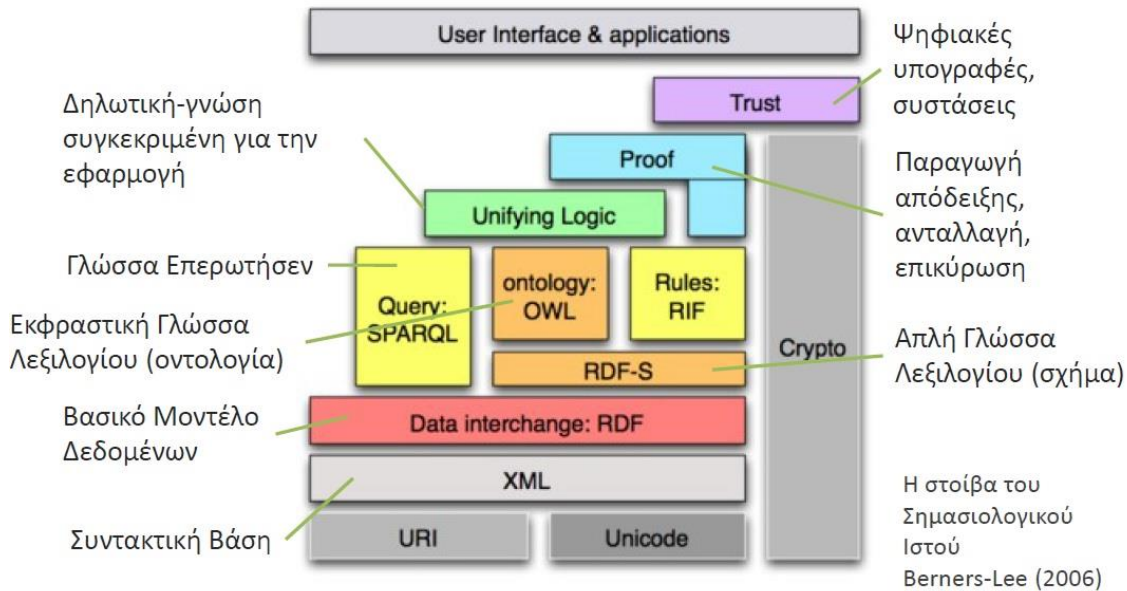 User Interface & applications
Ψηφιακές
υπογραφές,
συστάσεις
Trust
Δηλωτική-γνώση
συγκεκριμένη για την
εφαρμογή
Proof
Παραγωγή
απόδειξης,
ανταλλαγή,
επικύρωση
Unifying Logic
Γλώσσα Επερωτήσεν
Query:
SPARQL
ontology:
OWL
Rules:
RIF
Εκφραστική Γλώσσα
Λεξιλογίου (οντολογία)
Crypto
Απλή Γλώσσα
Λεξιλογίου (σχήμα)
RDF-S
Βασικό Μοντέλο
Δεδομένων
Data interchange: RDF
XML
Συντακτική Βάση
URI
Unicode
Η στοίβα του
Σημασιολογικού
Ιστού
Berners-Lee (2006)